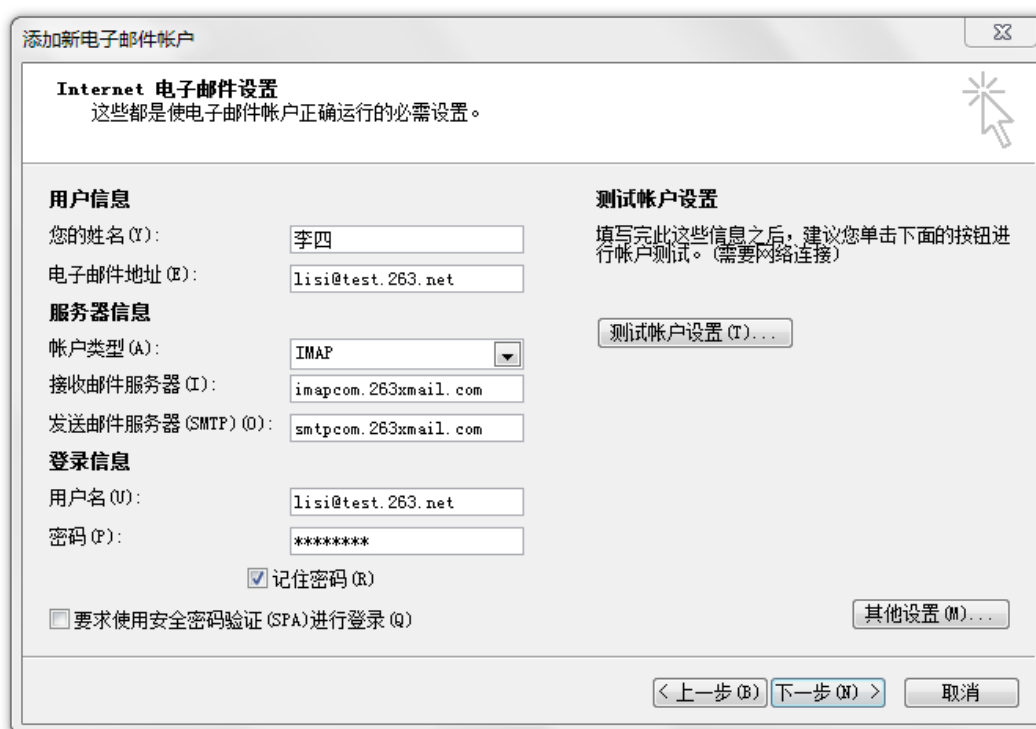 添加新电子邮件帐户
Internet 电子邮件设置
这些都是使电子邮件帐户正确运行的必需设置。
用户信息
您的姓名(Y): 李四
电子邮件地址(E): lisi@test.263.net
服务器信息
帐户类型(A): IMAP
接收邮件服务器(I): imapcom.263xmail.com
发送邮件服务器(SMTP)(O): smtpcom.263xmail.com
登录信息
用户名(U): lisi@test.263.net
密码(P): ********
记住密码(R)
要求使用安全密码验证(SPA)进行登录(Q)
测试帐户设置
填写完此这些信息之后，建议您单击下面的按钮进
行帐户测试。(需要网络连接)
测试帐户设置(T)...
其他设置(M)...
< 上一步(B) 下一步(N) > 取消